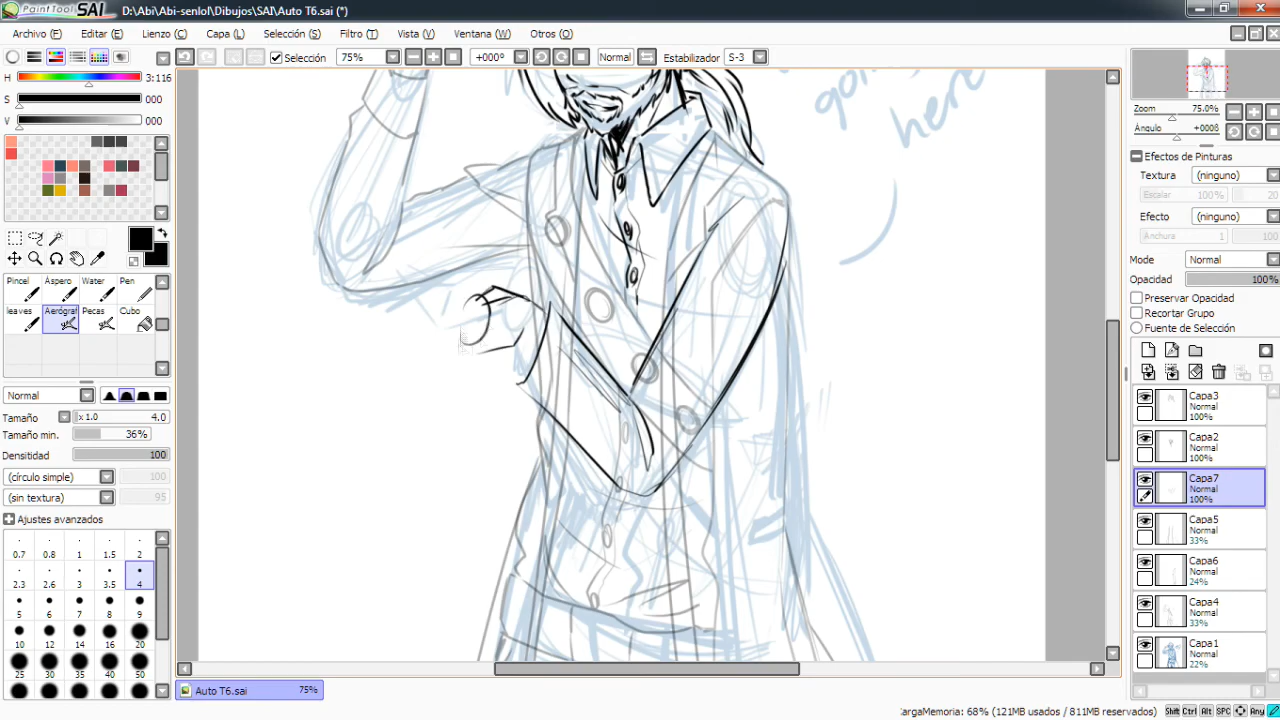 PaintTool SAI D:\Abi\Abi-senlol\Dibujos\SAI\Auto T6.sai (*)
Archivo (F) Editar (E) Lienzo (C) Capa (L) Selección (S) Filtro (T) Vista (V) Ventana (W) Otros (O)
Selección 75% +000º Normal Estabilizador S-3
H 3:116
S 000
V 000
Pincel Áspero Water Pen
leaves Aerógraf Pecas Cubo
Normal
Tamaño x 1.0 4.0
Tamaño min. 36%
Densidad 100
(círculo simple) 100
(sin textura) 95
Ajustes avanzados
0.7 0.8 1 1.5 2
2.3 2.6 3 3.5 4
5 6 7 8 9
10 12 14 16 20
25 30 35 40 50
going
here
Zoom 75.0%
Ángulo +000ß
Efectos de Pinturas
Textura (ninguno)
Escalar 100% 20
Efecto (ninguno)
Anchura 1 100
Modo Normal
Opacidad 100%
Preservar Opacidad
Recortar Grupo
Fuente de Selección
Capa3
Normal
100%
Capa2
Normal
100%
Capa7
Normal
100%
Capa5
Normal
33%
Capa6
Normal
24%
Capa4
Normal
33%
Capa1
Normal
22%
Auto T6.sai 75%
CargaMemoria: 68% (121MB usados / 811MB reservados) Shift Ctrl Alt SPC Any